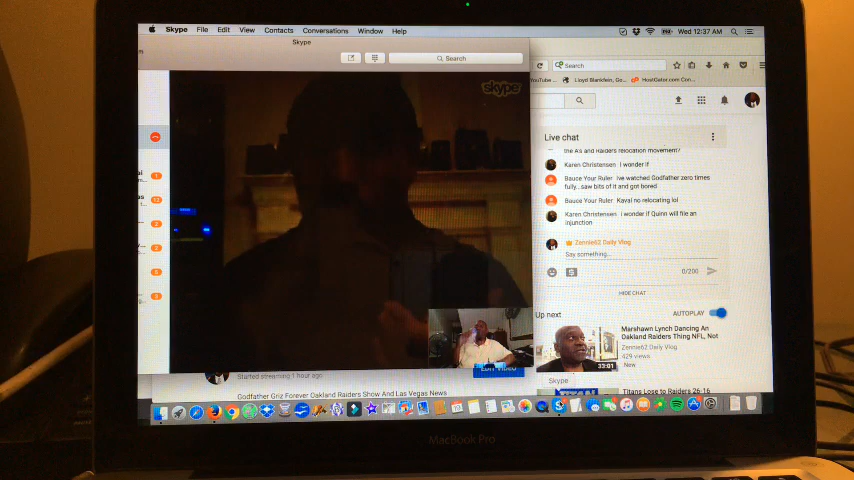 Skype File Edit View Contacts Conversations Window Help
Wed 12:37 AM
Skype
Search
Search
skype
YouTube ...
Lloyd Blankfein, Go...
HostGator.com Con...
Live chat
the A's and Raiders relocation movement?
Karen Christensen I wonder if
Bauce Your Ruler Ive watched Godfather zero times
fully...saw bits of it and got bored
Bauce Your Ruler Kaval no relocating lol
Karen Christensen I wonder if Quinn will file an
injunction
Zennie62 Daily Vlog
Say something...
0/200
HIDE CHAT
Up next
AUTOPLAY
Marshawn Lynch Dancing An
Oakland Raiders Thing NFL, Not
Zennie62 Daily Vlog
429 views
New
33:01
Skype
Titans Lose to Raiders 26-16
Started streaming 1 hour ago
EDIT VIDEO
Godfather Griz Forever Oakland Raiders Show And Las Vegas News
MacBook Pro